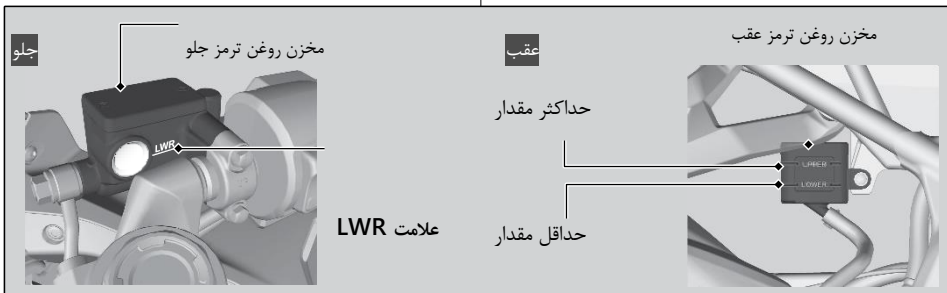 جلو
مخزن روغن ترمز جلو
LWR
علامت LWR
عقب
مخزن روغن ترمز عقب
حداکثر مقدار
UPPER
LOWER
حداقل مقدار